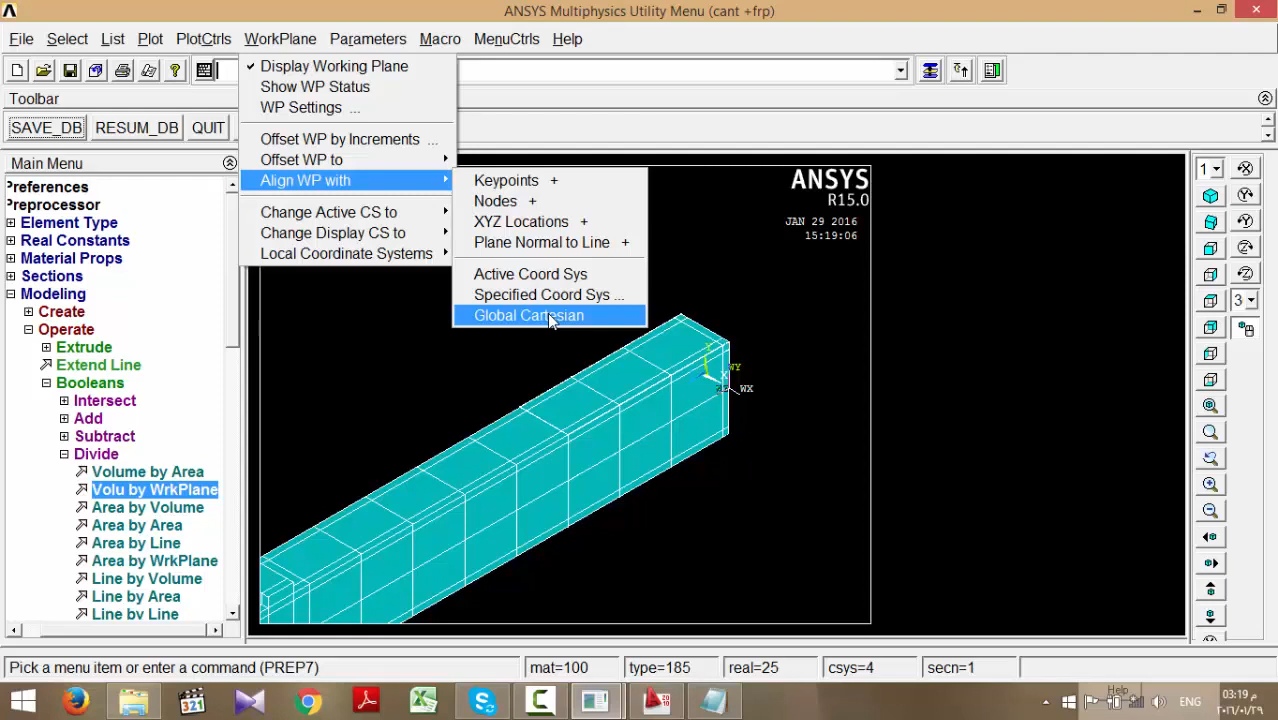 ANSYS Multiphysics Utility Menu (cant +frp)
File Select List Plot PlotCtrls WorkPlane Parameters Macro MenuCtrls Help
Toolbar
SAVE_DB RESUM_DB QUIT
Display Working Plane
Show WP Status
WP Settings ...
Offset WP by Increments ...
Offset WP to
Align WP with
Change Active CS to
Change Display CS to
Local Coordinate Systems
Keypoints +
Nodes +
XYZ Locations +
Plane Normal to Line +
Active Coord Sys
Specified Coord Sys ...
Global Cartesian
Main Menu
Preferences
Preprocessor
Element Type
Real Constants
Material Props
Sections
Modeling
Create
Operate
Extrude
Extend Line
Booleans
Intersect
Add
Subtract
Divide
Volume by Area
Volu by WrkPlane
Area by Volume
Area by Area
Area by Line
Area by WrkPlane
Line by Volume
Line by Area
Line by Line
ANSYS
R15.0
JAN 29 2016
15:19:06
Y
WY
X
WX
1
3
Pick a menu item or enter a command (PREP7) mat=100 type=185 real=25 csys=4 secn=1
321
Help
ENG
03:19 م
٢٠١٦/٠١/٢٩